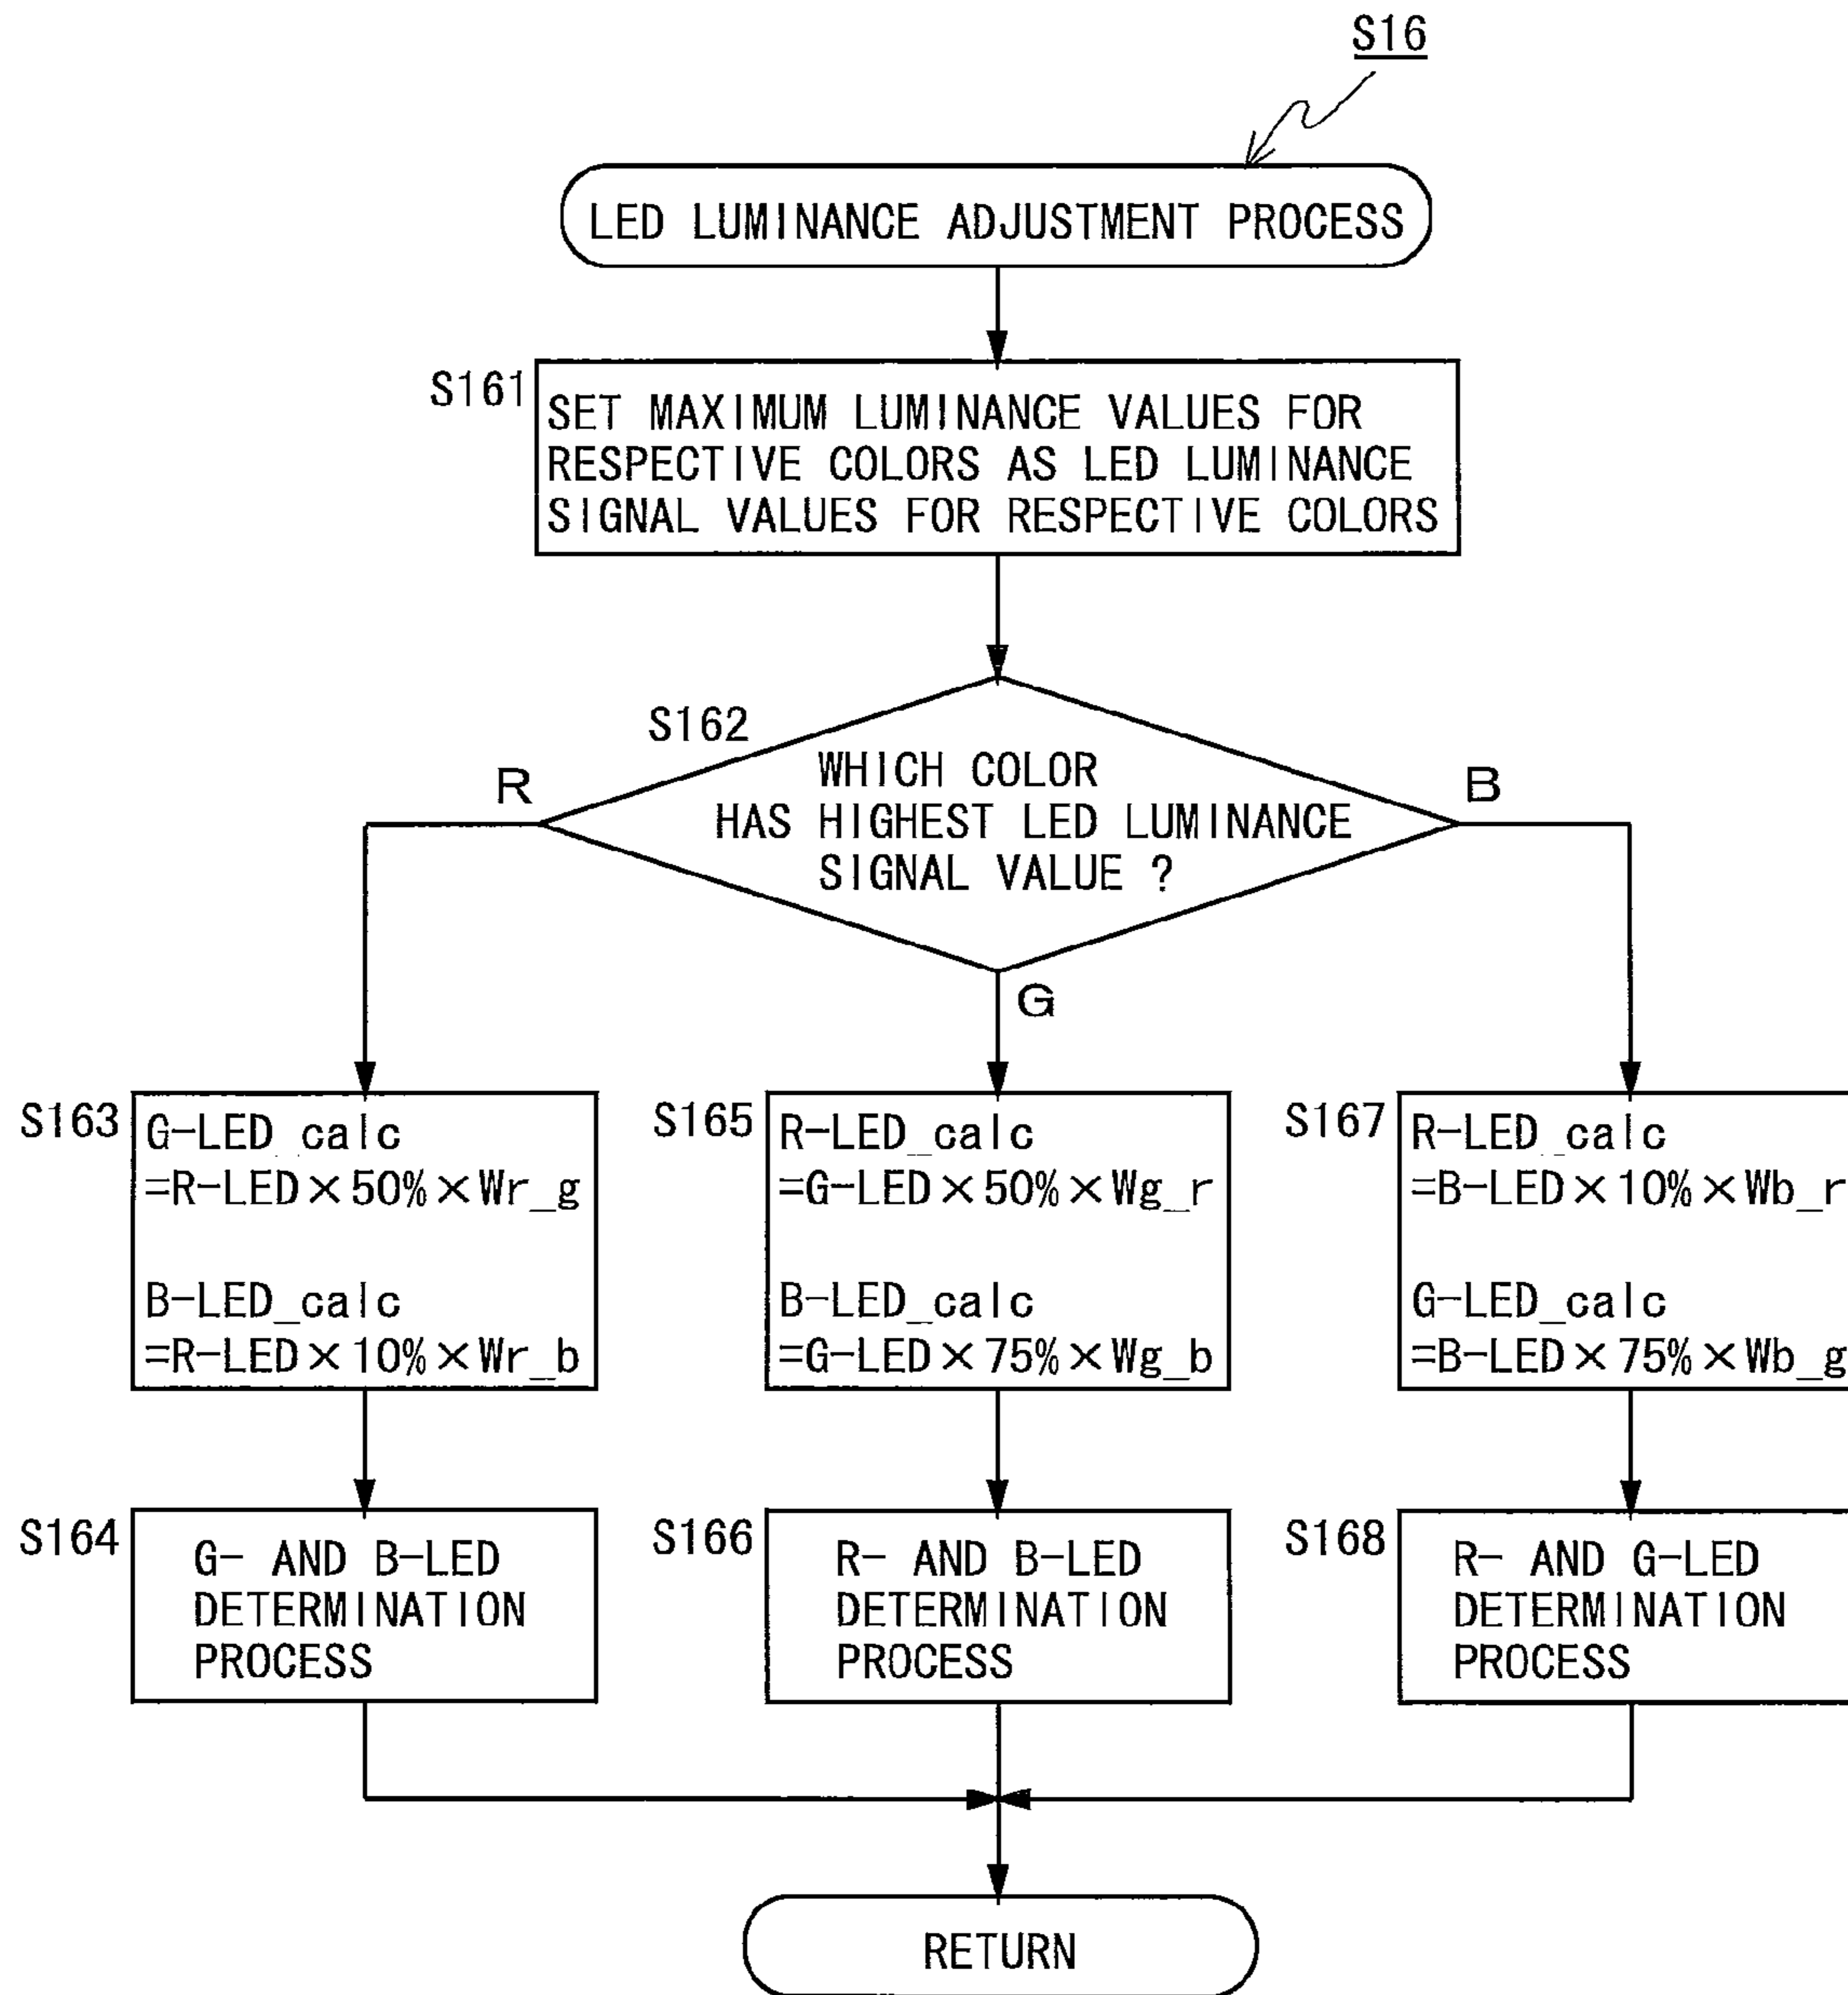 S16
LED LUMINANCE ADJUSTMENT PROCESS
S161
SET MAXIMUM LUMINANCE VALUES FOR
RESPECTIVE COLORS AS LED LUMINANCE
SIGNAL VALUES FOR RESPECTIVE COLORS
S162
WHICH COLOR
HAS HIGHEST LED LUMINANCE
SIGNAL VALUE ?
R
B
G
S163
G-LED_calc
=R-LED×50%×Wr_g
B-LED_calc
=R-LED×10%×Wr_b
S165
R-LED_calc
=G-LED×50%×Wg_r
B-LED_calc
=G-LED×75%×Wg_b
S167
R-LED_calc
=B-LED×10%×Wb_r
G-LED_calc
=B-LED×75%×Wb_g
S164
G- AND B-LED
DETERMINATION
PROCESS
S166
R- AND B-LED
DETERMINATION
PROCESS
S168
R- AND G-LED
DETERMINATION
PROCESS
RETURN